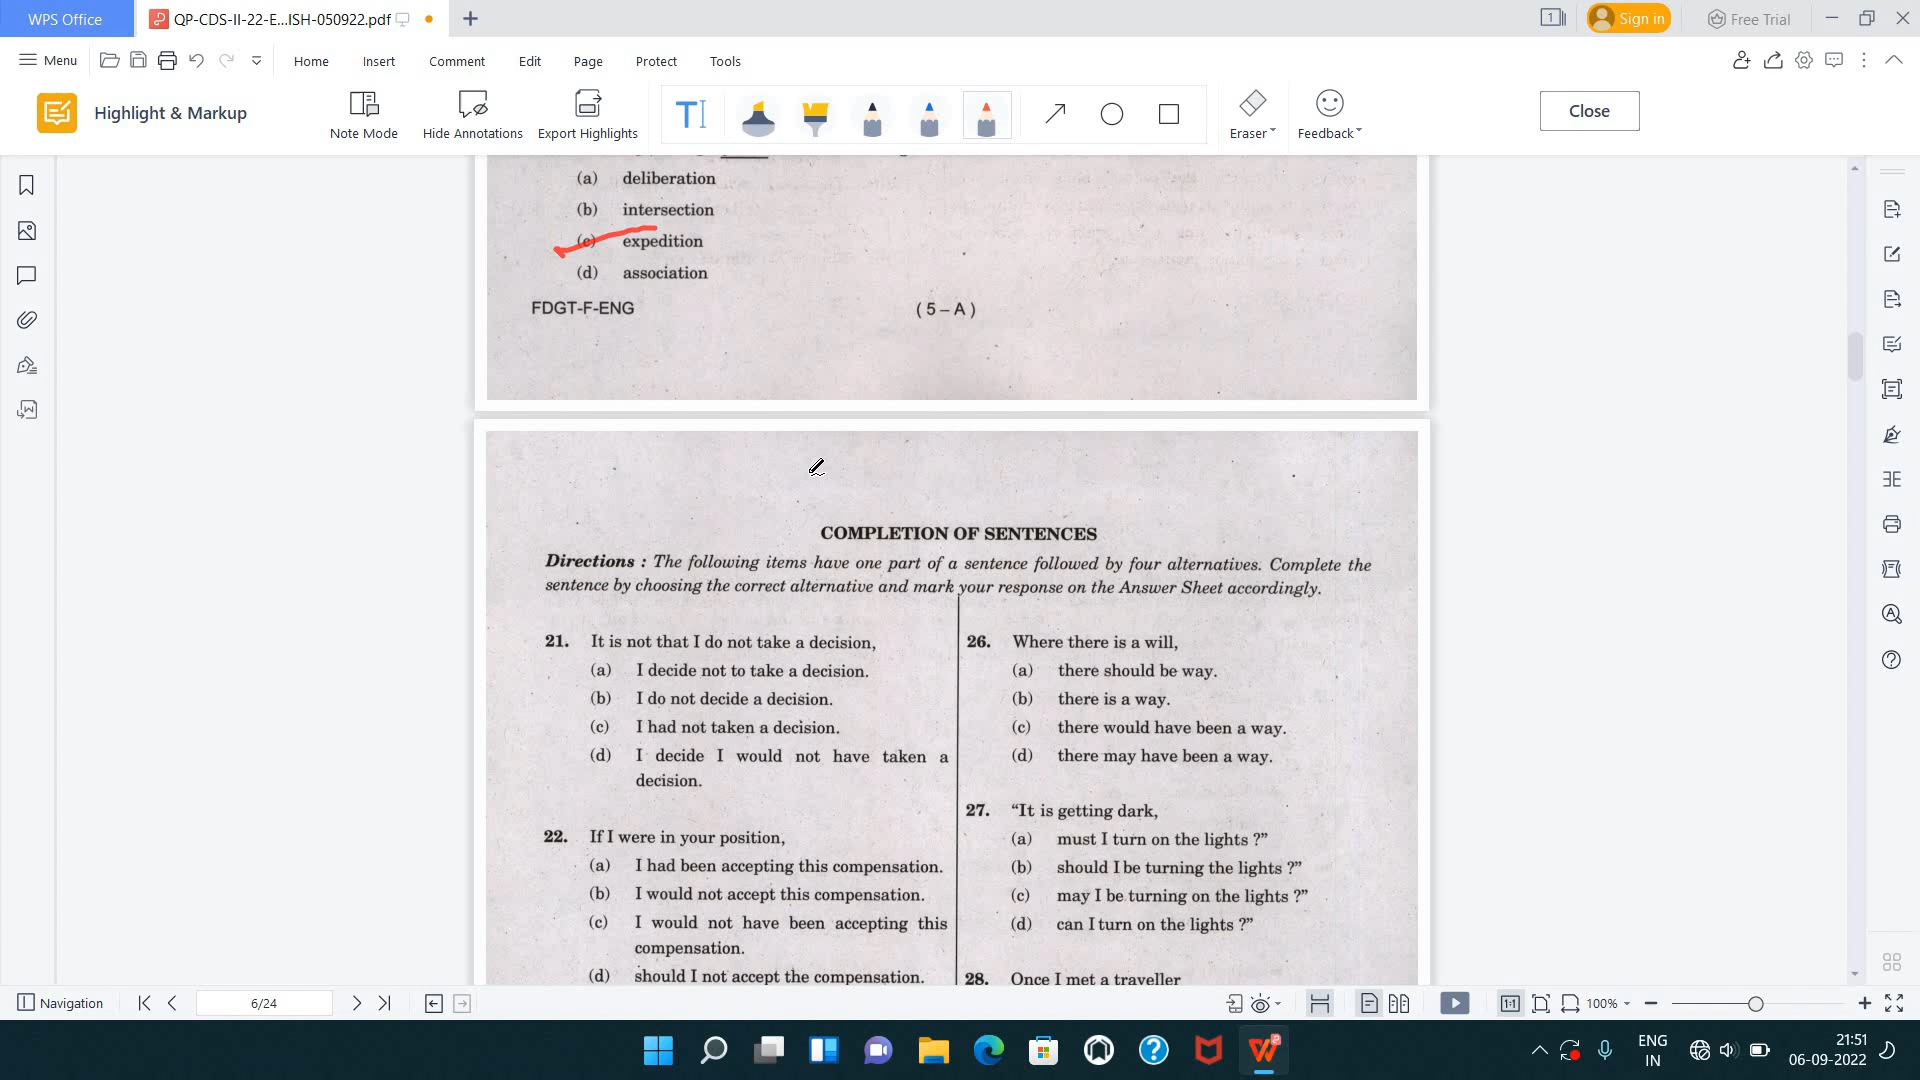 WPS Office
QP-CDS-II-22-E...ISH-050922.pdf
1
Sign in
Free Trial
Menu
Home
Insert
Comment
Edit
Page
Protect
Tools
Highlight & Markup
Note Mode
Hide Annotations
Export Highlights
Eraser
Feedback
Close
(a) deliberation
(b) intersection
(c) expedition
(d) association
FDGT-F-ENG
( 5 – A )
COMPLETION OF SENTENCES
Directions : The following items have one part of a sentence followed by four alternatives. Complete the
sentence by choosing the correct alternative and mark your response on the Answer Sheet accordingly.
21. It is not that I do not take a decision,
(a) I decide not to take a decision.
(b) I do not decide a decision.
(c) I had not taken a decision.
(d) I decide I would not have taken a
decision.
22. If I were in your position,
(a) I had been accepting this compensation.
(b) I would not accept this compensation.
(c) I would not have been accepting this
compensation.
(d) should I not accept the compensation.
26. Where there is a will,
(a) there should be way.
(b) there is a way.
(c) there would have been a way.
(d) there may have been a way.
27. “It is getting dark,
(a) must I turn on the lights ?”
(b) should I be turning the lights ?”
(c) may I be turning on the lights ?”
(d) can I turn on the lights ?”
28. Once I met a traveller
Navigation
6/24
1:1
100%
ENG
IN
21:51
06-09-2022